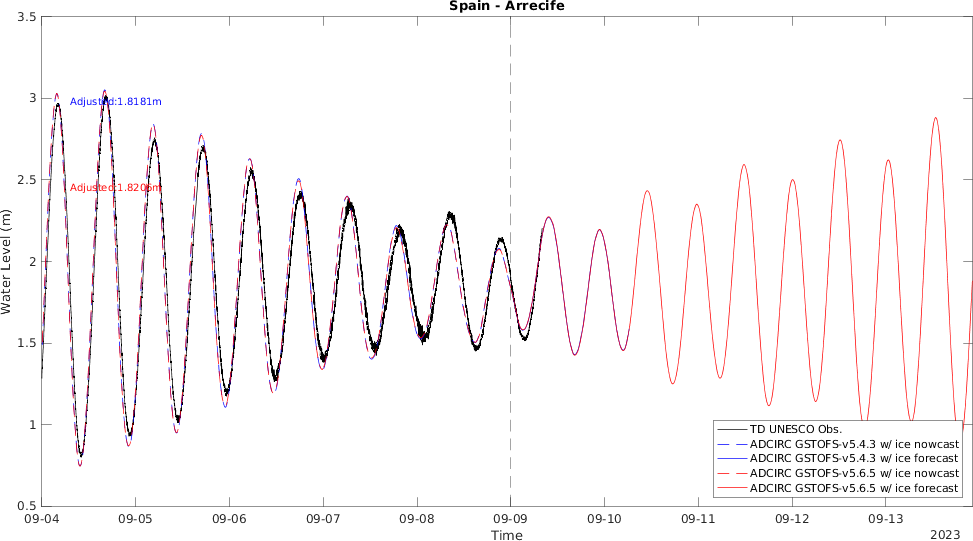 Spain - Arrecife
3.5
3
2.5
2
1.5
1
0.5
Water Level (m)
Adjusted:1.8181m
Adjusted:1.8206m
TD UNESCO Obs.
ADCIRC GSTOFS-v5.4.3 w/ ice nowcast
ADCIRC GSTOFS-v5.4.3 w/ ice forecast
ADCIRC GSTOFS-v5.6.5 w/ ice nowcast
ADCIRC GSTOFS-v5.6.5 w/ ice forecast
09-04 09-05 09-06 09-07 09-08 09-09 09-10 09-11 09-12 09-13
Time
2023